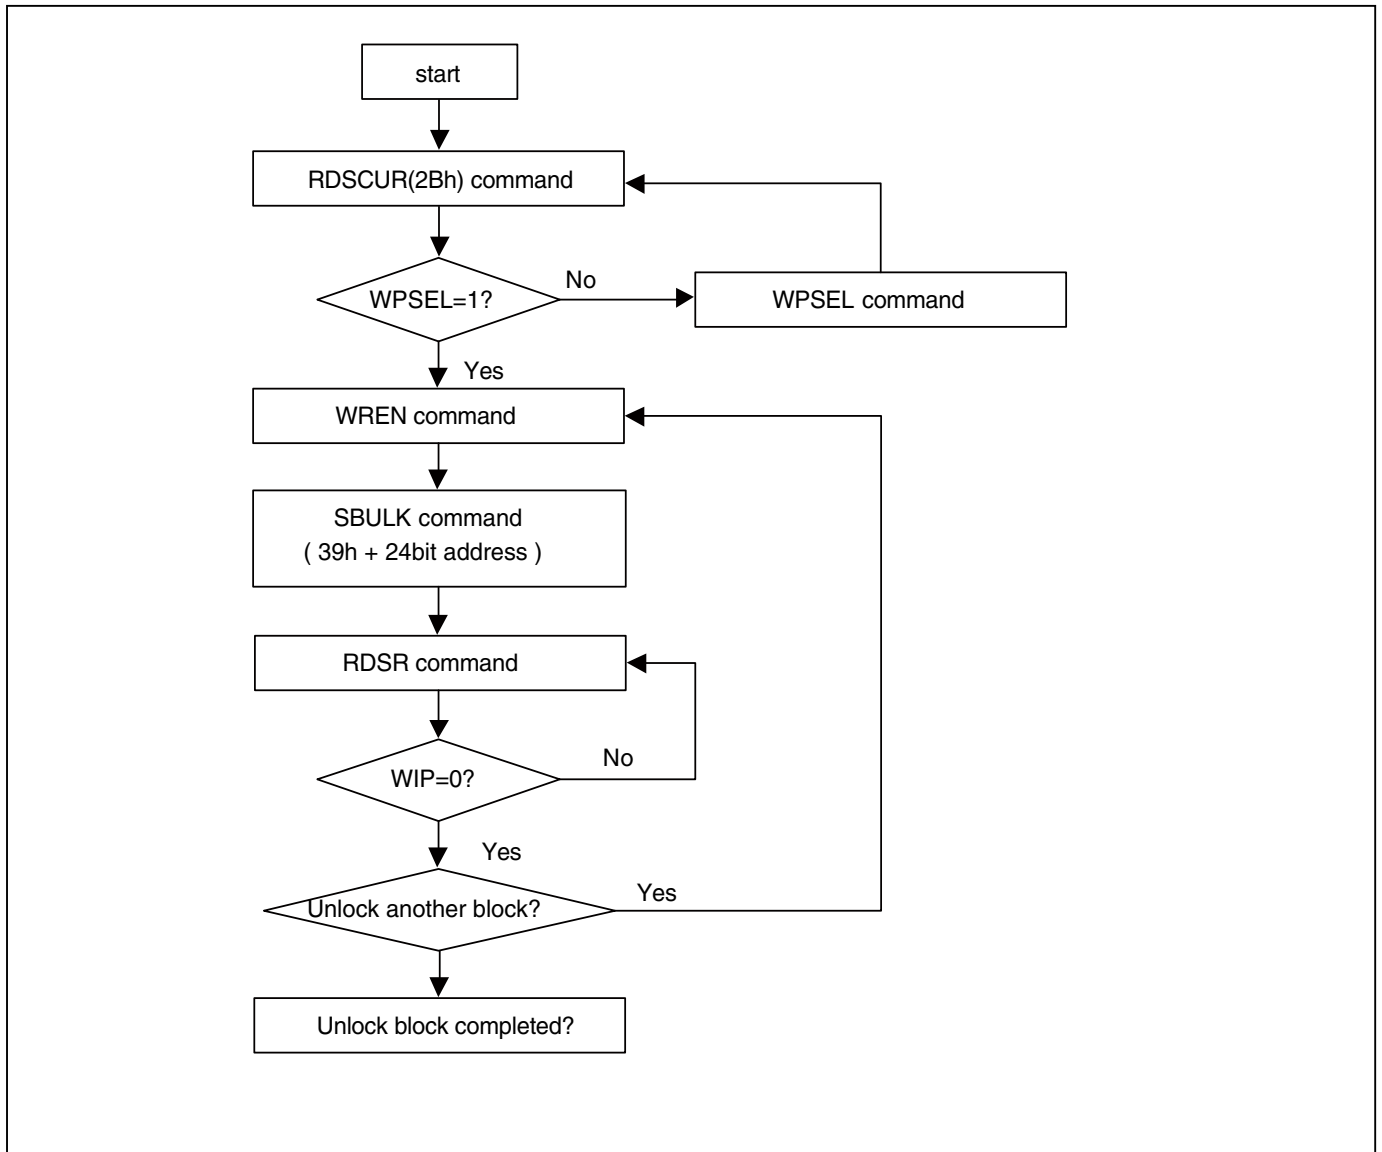 start
RDSCUR(2Bh) command
WPSEL=1?
No
WPSEL command
Yes
WREN command
SBULK command
( 39h + 24bit address )
RDSR command
WIP=0?
No
Yes
Unlock another block?
Yes
Unlock block completed?